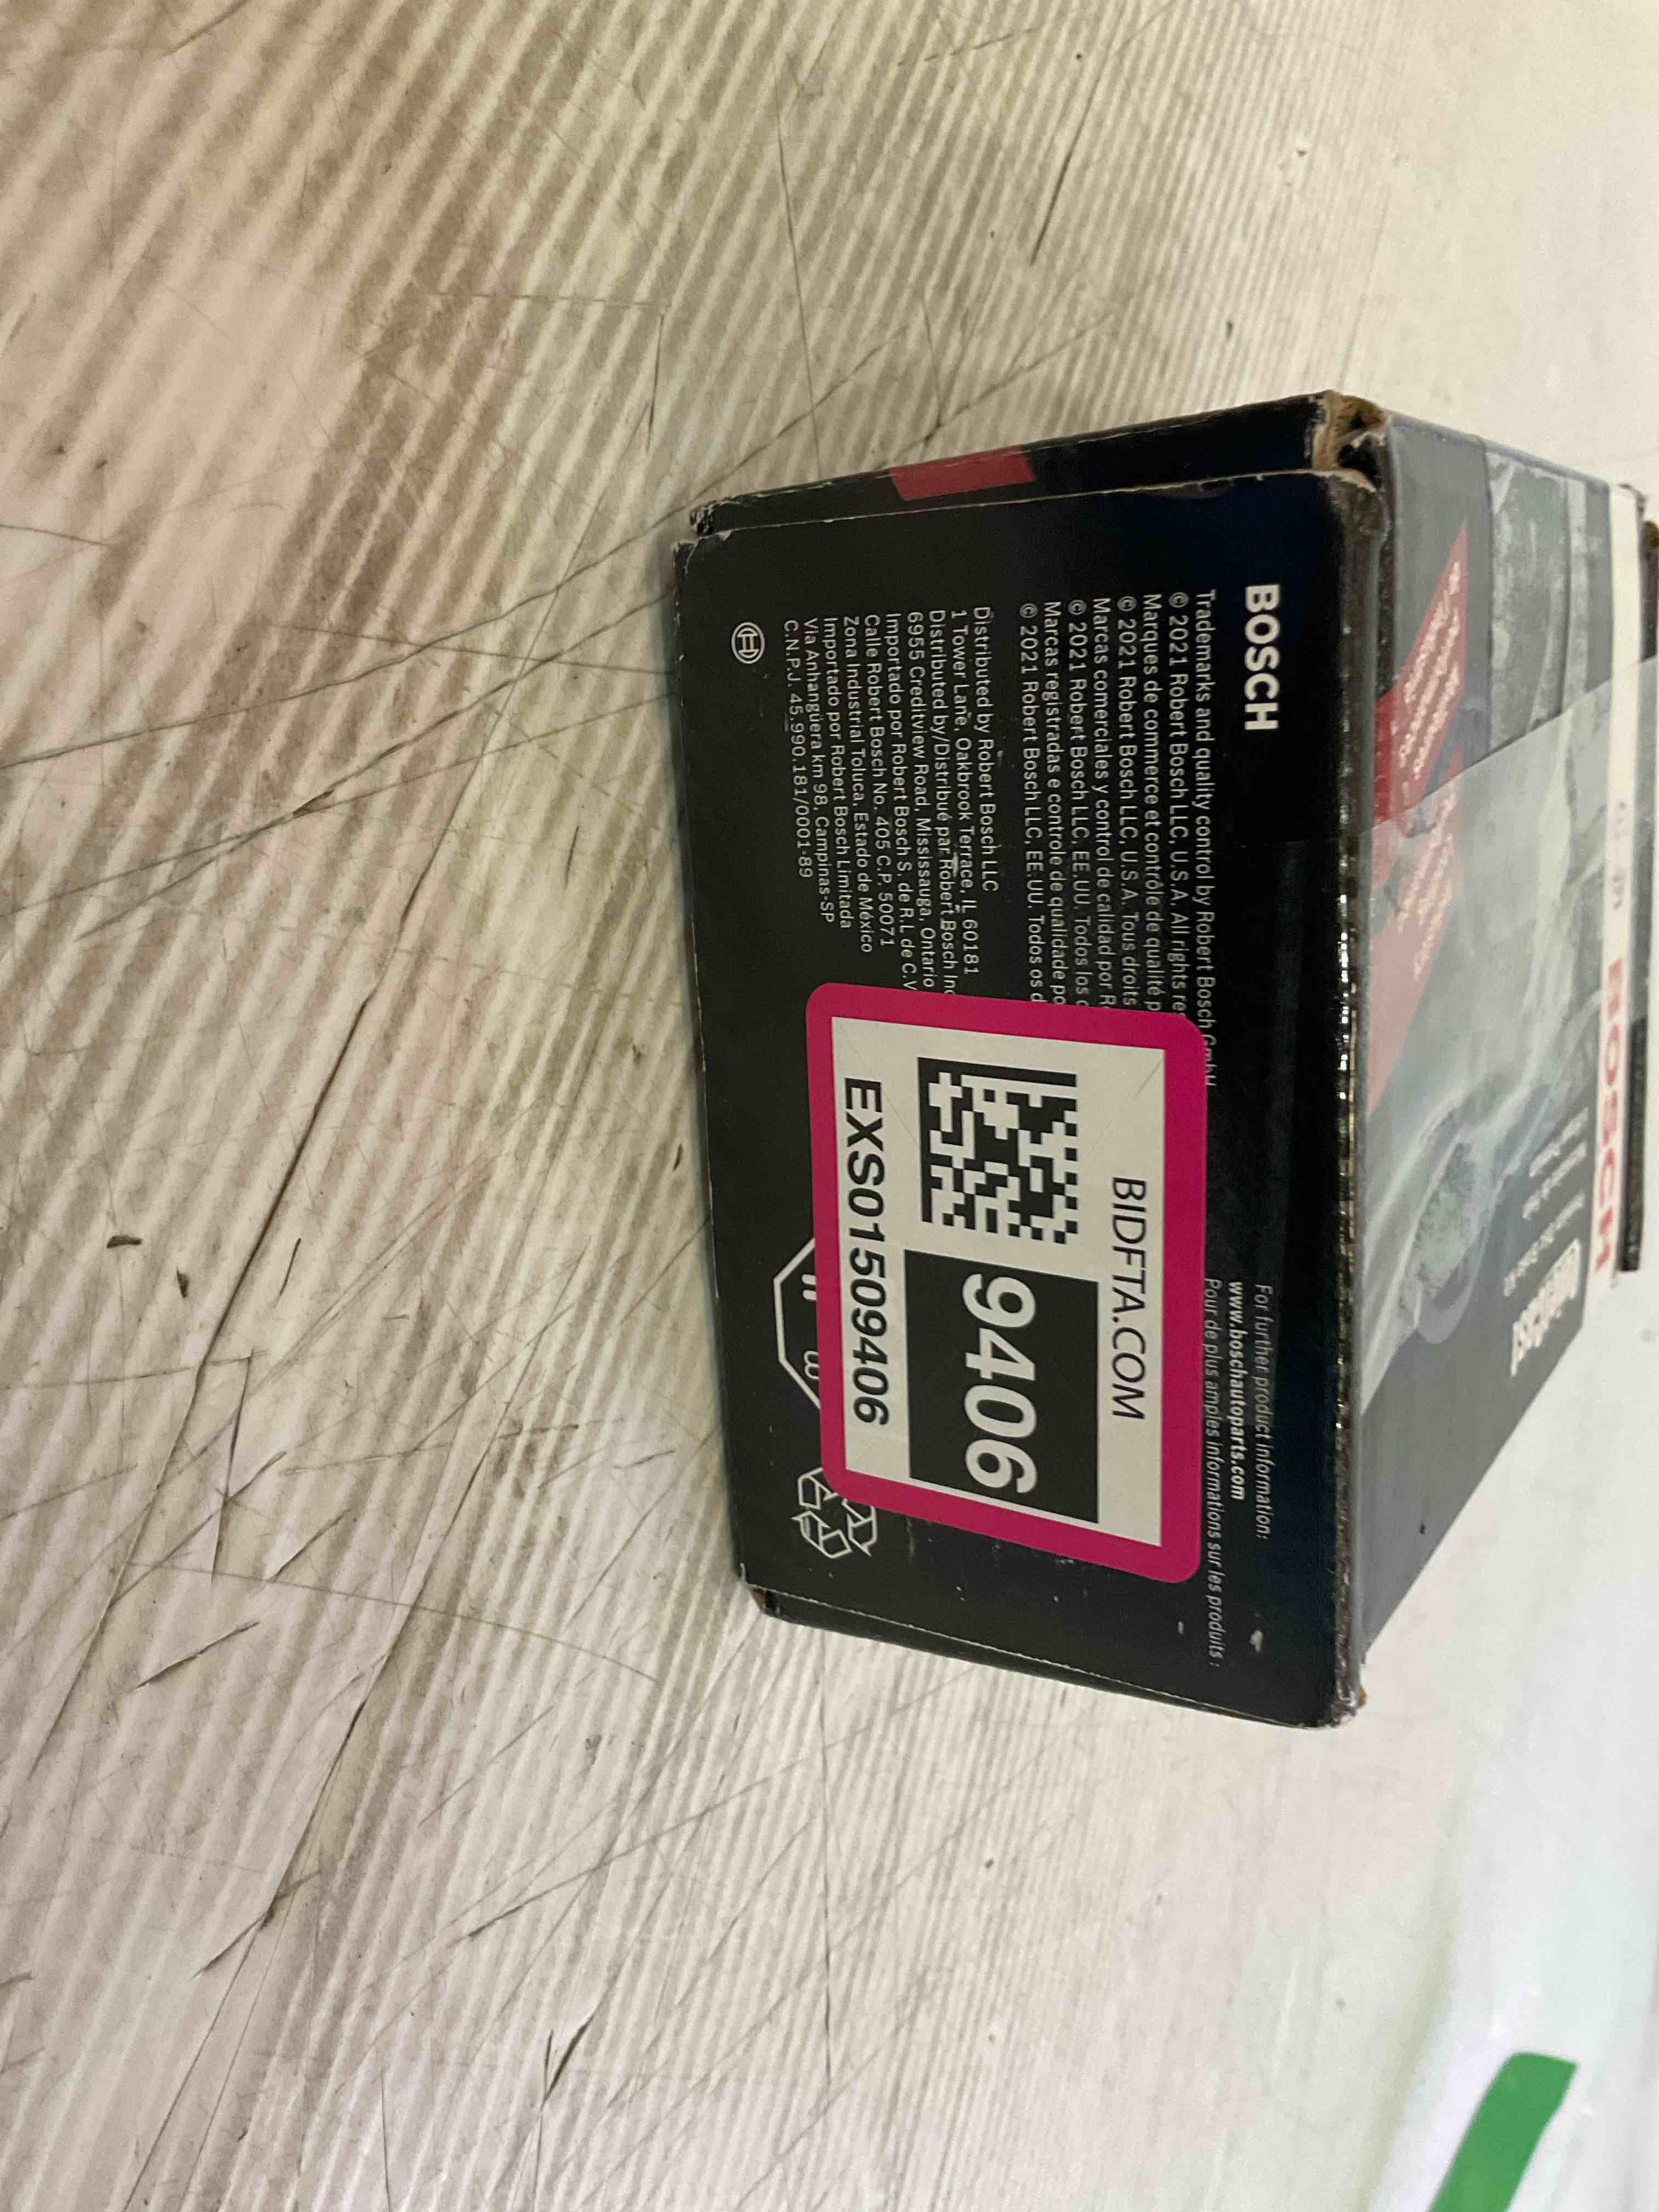 BOSCH
Trademarks and quality control by Robert Bosch GmbH
© 2021 Robert Bosch LLC, U.S.A. All rights re
Marques de commerce et contrôle de qualité p
© 2021 Robert Bosch LLC, U.S.A. Tous droits
Marcas comerciales y control de calidad por R
© 2021 Robert Bosch LLC, EE.UU. Todos los
Marcas registradas e controle de qualidade po
© 2021 Robert Bosch LLC, EE.UU. Todos os d
Distributed by Robert Bosch LLC
1 Tower Lane, Oakbrook Terrace, IL 60181
Distributed by/Distribué par Robert Bosch Inc
6955 Creditview Road, Mississauga, Ontario
Importado por Robert Bosch S. de R.L. de C.V
Calle Robert Bosch No. 405 C.P. 50071
Zona Industrial, Toluca, Estado de México
Importado por Robert Bosch Limitada
Via Anhangüera km 98, Campinas-SP
C.N.P.J. 45.990.181/0001-89
For further product information:
www.boschautoparts.com
Pour de plus amples informations sur les produits :
BIDFTA.COM
9406
EXS01509406
BOSCH